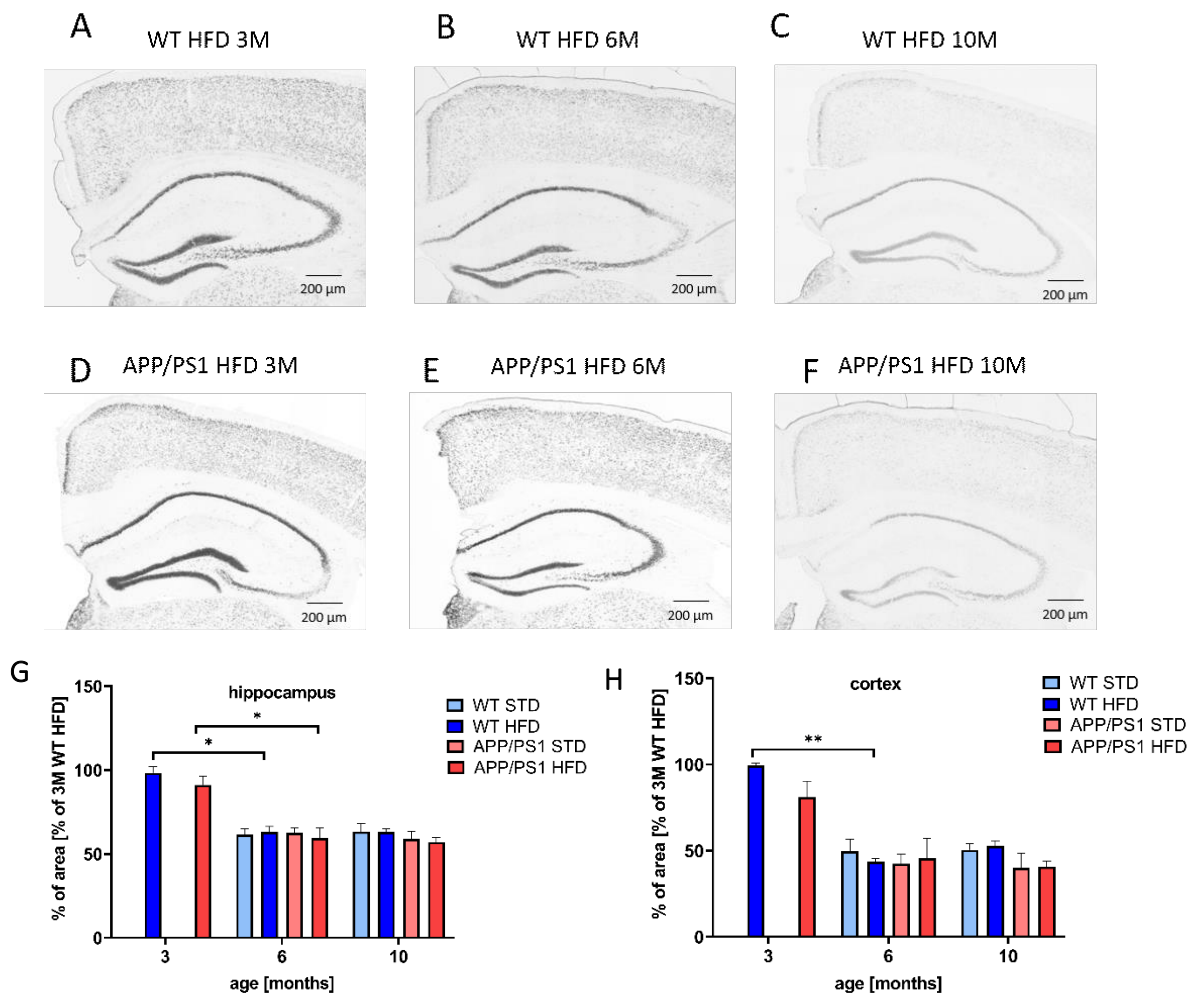 A
WT HFD 3M
B
WT HFD 6M
C
WT HFD 10M
200 µm
200 µm
200 µm
D
APP/PS1 HFD 3M
E
APP/PS1 HFD 6M
F
APP/PS1 HFD 10M
200 µm
200 µm
200 µm
G
hippocampus
% of area [% of 3M WT HFD]
150
100
50
0
*
*
3
6
10
age [months]
WT STD
WT HFD
APP/PS1 STD
APP/PS1 HFD
H
cortex
% of area [% of 3M WT HFD]
150
100
50
0
**
3
6
10
age [months]
WT STD
WT HFD
APP/PS1 STD
APP/PS1 HFD